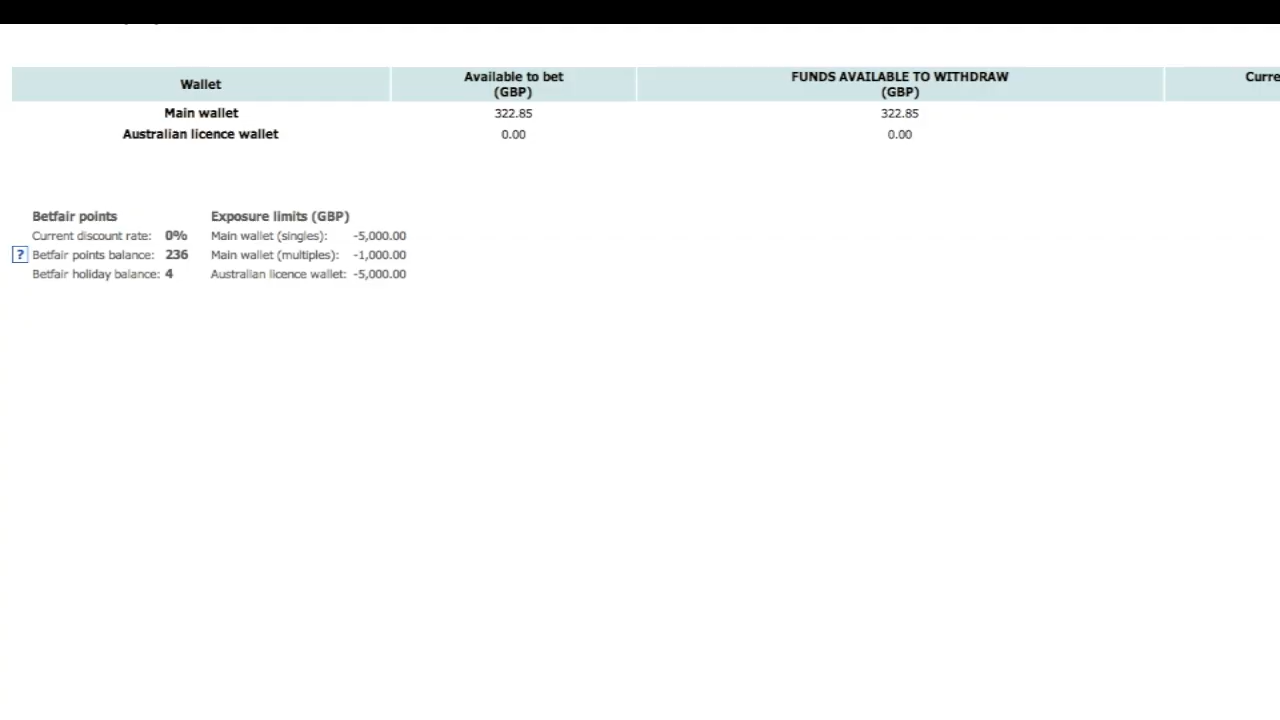 Wallet Available to bet (GBP) FUNDS AVAILABLE TO WITHDRAW (GBP) Curre
Main wallet 322.85 322.85
Australian licence wallet 0.00 0.00
Betfair points Exposure limits (GBP)
Current discount rate: 0% Main wallet (singles): -5,000.00
? Betfair points balance: 236 Main wallet (multiples): -1,000.00
Betfair holiday balance: 4 Australian licence wallet: -5,000.00